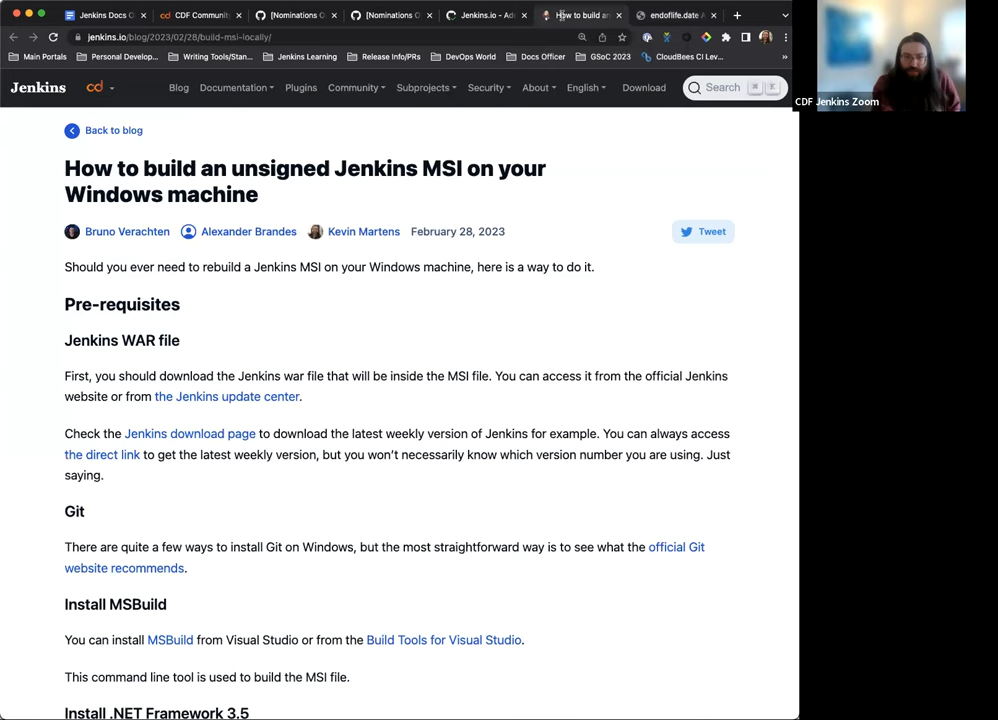 Jenkins Docs O
CDF Communit
[Nominations O
[Nominations O
Jenkins.io - Ad
How to build an
endoflife.date A
jenkins.io/blog/2023/02/28/build-msi-locally/
Main Portals
Personal Develop...
Writing Tools/Stan...
Jenkins Learning
Release Info/PRs
DevOps World
Docs Officer
GSoC 2023
CloudBees CI Lev...
»
Jenkins
cd
Blog
Documentation
Plugins
Community
Subprojects
Security
About
English
Download
Search
K
CDF Jenkins Zoom
Back to blog
How to build an unsigned Jenkins MSI on your
Windows machine
Bruno Verachten Alexander Brandes Kevin Martens February 28, 2023
Tweet
Should you ever need to rebuild a Jenkins MSI on your Windows machine, here is a way to do it.
Pre-requisites
Jenkins WAR file
First, you should download the Jenkins war file that will be inside the MSI file. You can access it from the official Jenkins
website or from the Jenkins update center.
Check the Jenkins download page to download the latest weekly version of Jenkins for example. You can always access
the direct link to get the latest weekly version, but you won't necessarily know which version number you are using. Just
saying.
Git
There are quite a few ways to install Git on Windows, but the most straightforward way is to see what the official Git
website recommends.
Install MSBuild
You can install MSBuild from Visual Studio or from the Build Tools for Visual Studio.
This command line tool is used to build the MSI file.
Install .NET Framework 3.5